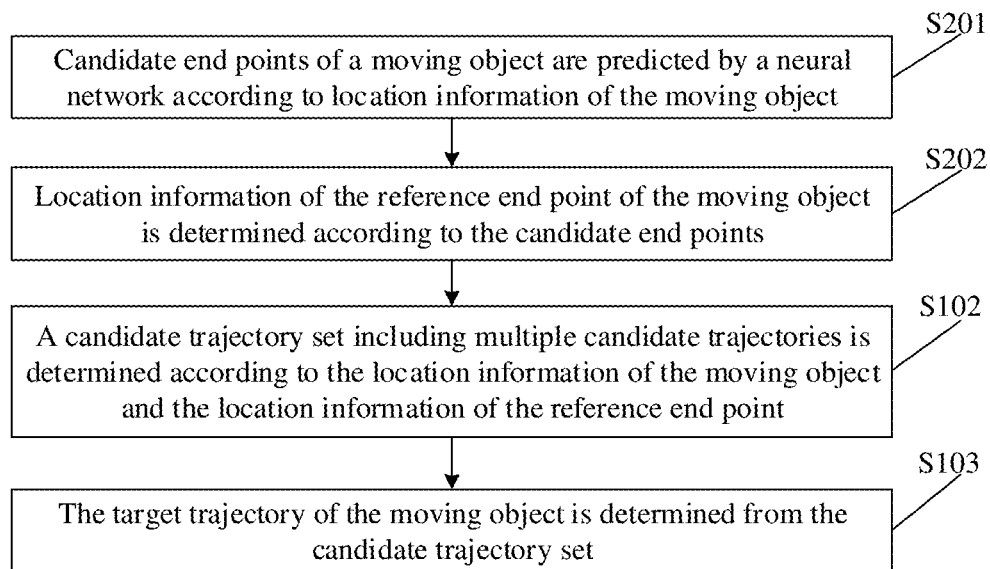 S201
Candidate end points of a moving object are predicted by a neural
network according to location information of the moving object
S202
Location information of the reference end point of the moving object
is determined according to the candidate end points
S102
A candidate trajectory set including multiple candidate trajectories is
determined according to the location information of the moving object
and the location information of the reference end point
S103
The target trajectory of the moving object is determined from the
candidate trajectory set